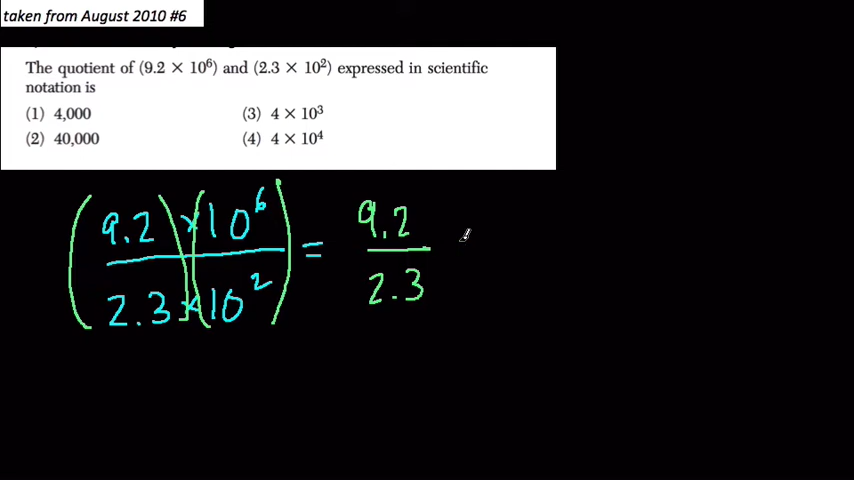 taken from August 2010 #6
The quotient of (9.2 × 10⁶) and (2.3 × 10²) expressed in scientific
notation is
(1) 4,000 (3) 4 × 10³
(2) 40,000 (4) 4 × 10⁴
(9.2)×(10⁶) = 9.2
(2.3)×(10²) 2.3